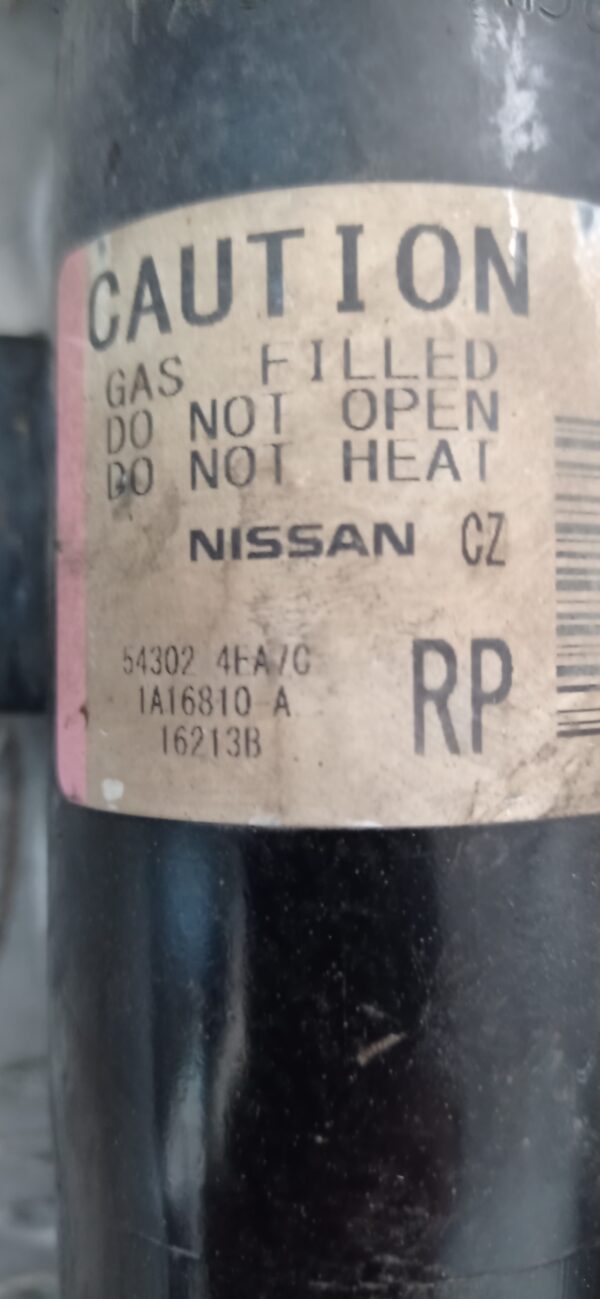 CAUTION
GAS FILLED
DO NOT OPEN
DO NOT HEAT
NISSAN CZ
54302 4EA7C
1A16810 A
16213B
RP